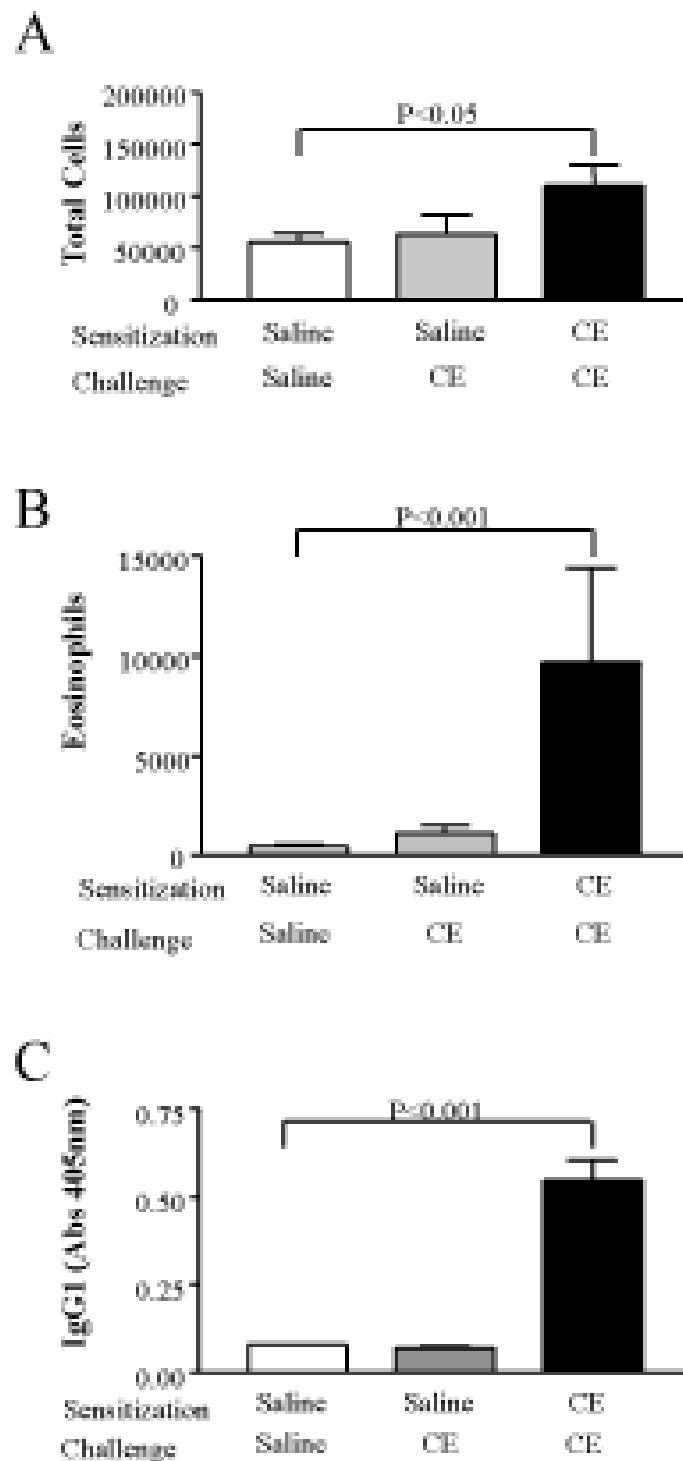 A
P<0.05
200000
150000
100000
50000
0
Total Cells
Sensitization Saline Saline CE
Challenge Saline CE CE
B
P<0.001
15000
10000
5000
0
Eosinophils
Sensitization Saline Saline CE
Challenge Saline CE CE
C
P<0.001
0.75
0.50
0.25
0.00
IgG1 (Abs 405nm)
Sensitization Saline Saline CE
Challenge Saline CE CE